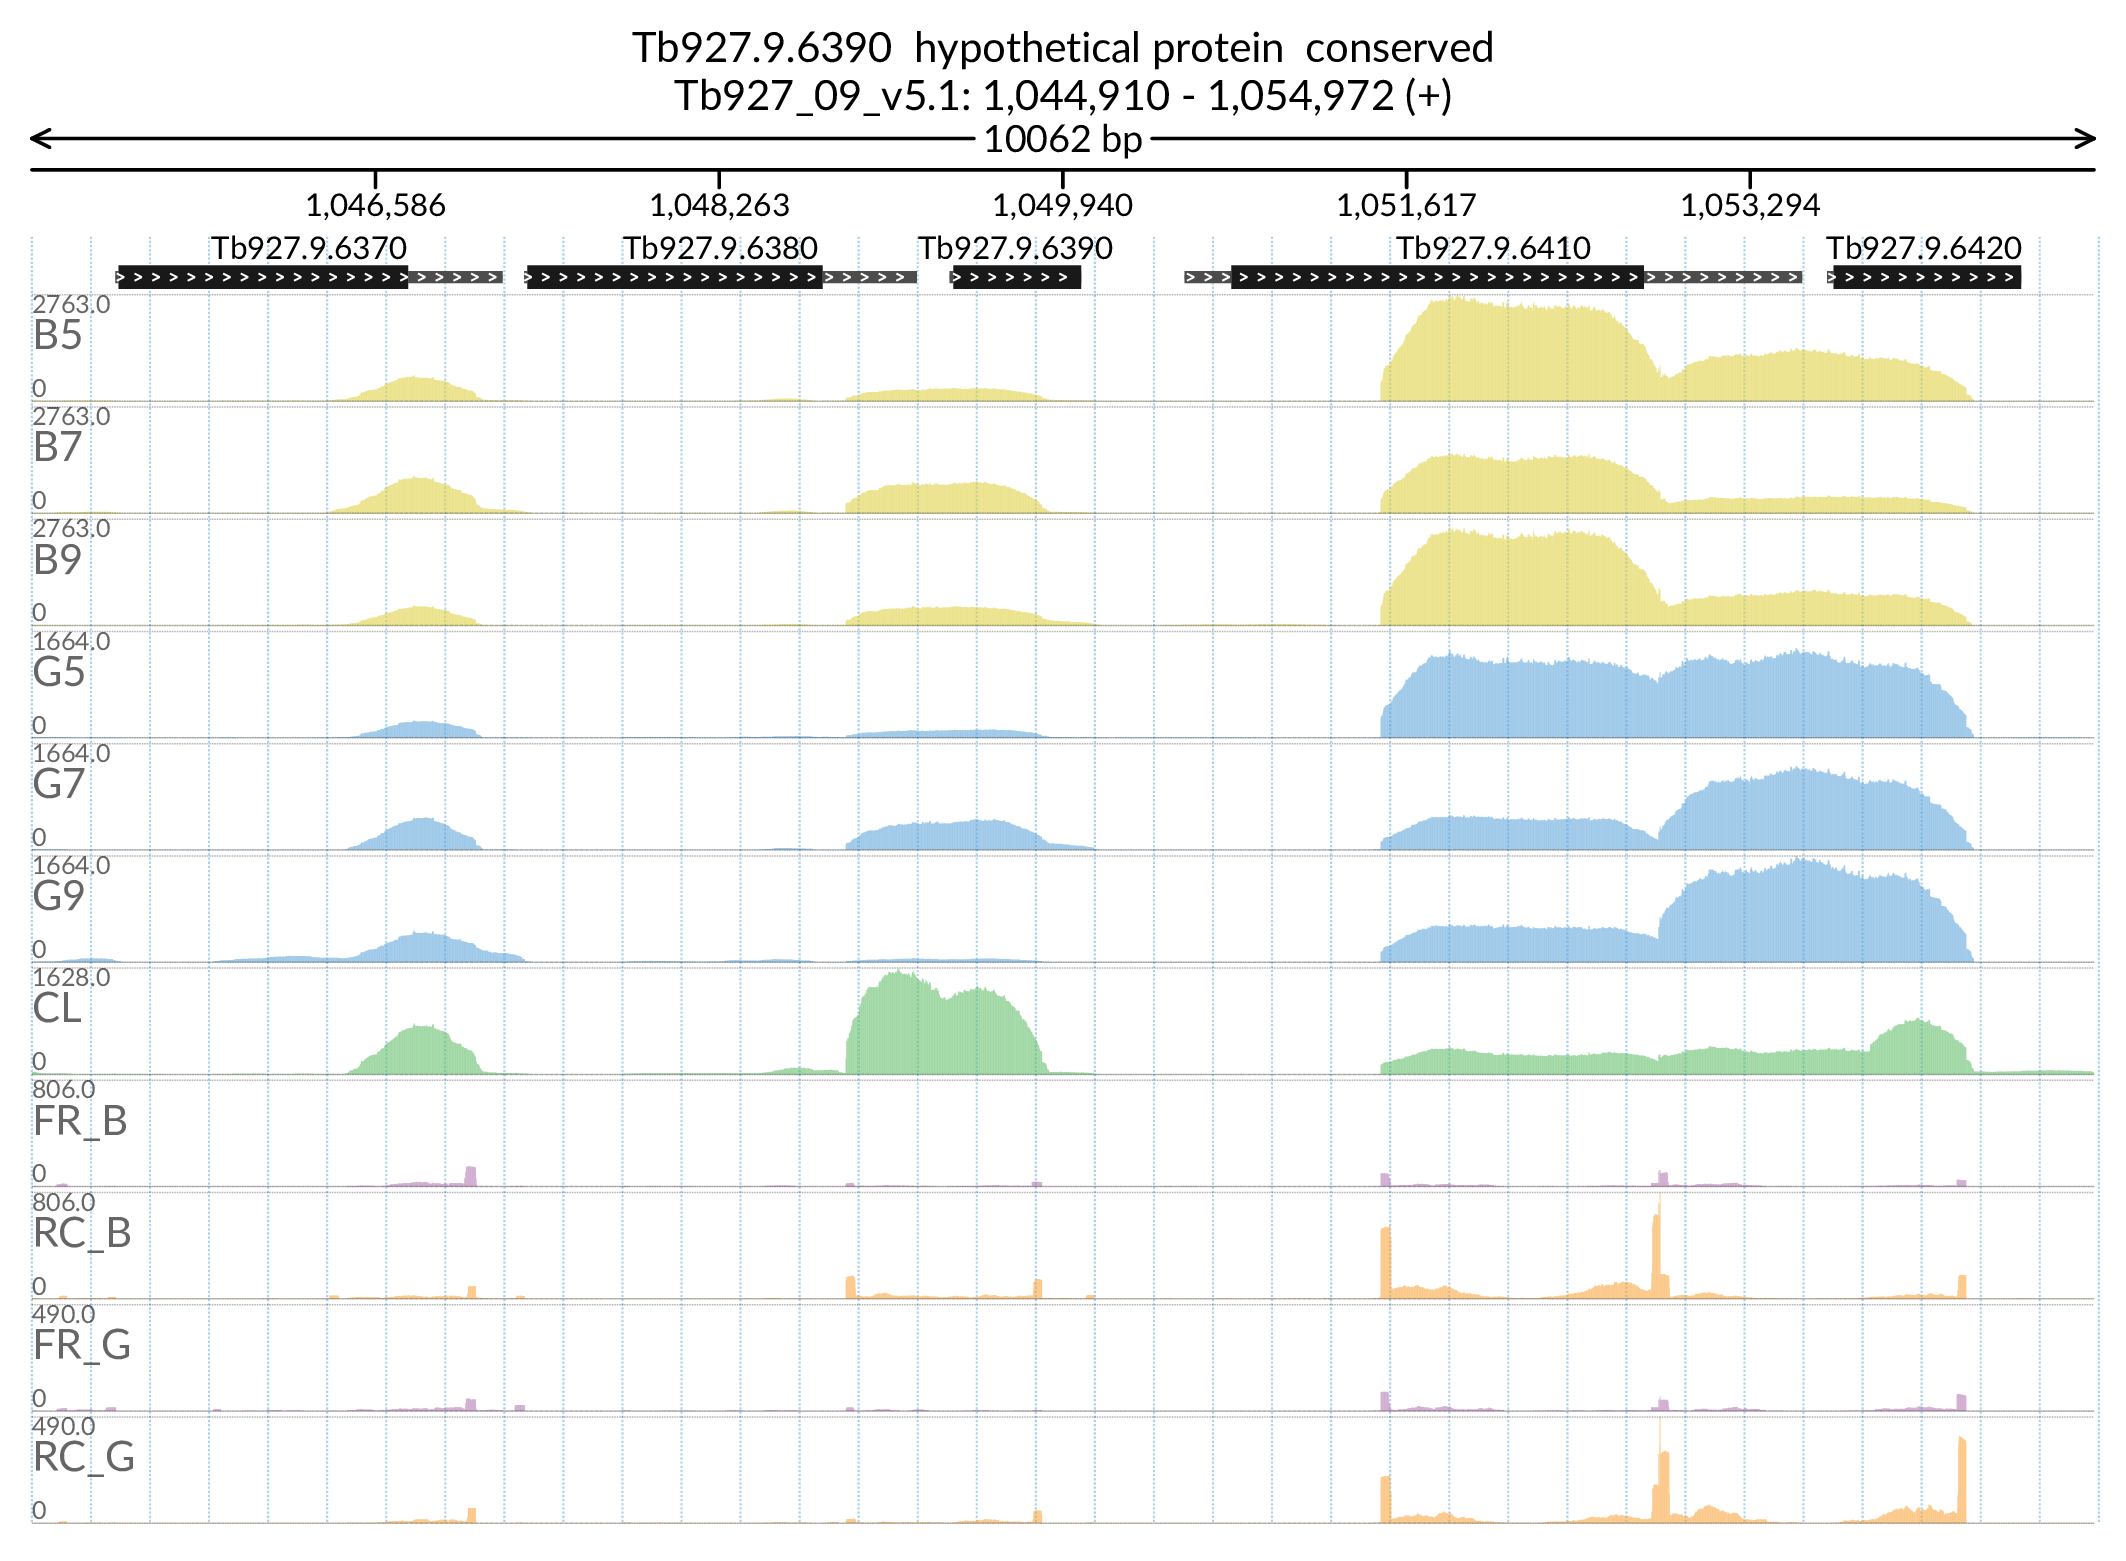 Tb927.9.6390 hypothetical protein conserved
Tb927_09_v5.1: 1,044,910 - 1,054,972 (+)
10062 bp
1,046,586 1,048,263 1,049,940 1,051,617 1,053,294
Tb927.9.6370 Tb927.9.6380 Tb927.9.6390 Tb927.9.6410 Tb927.9.6420
2763.0
B5
0
2763.0
B7
0
2763.0
B9
0
1664.0
G5
0
1664.0
G7
0
1664.0
G9
0
1628.0
CL
0
806.0
FR_B
0
806.0
RC_B
0
490.0
FR_G
0
490.0
RC_G
0